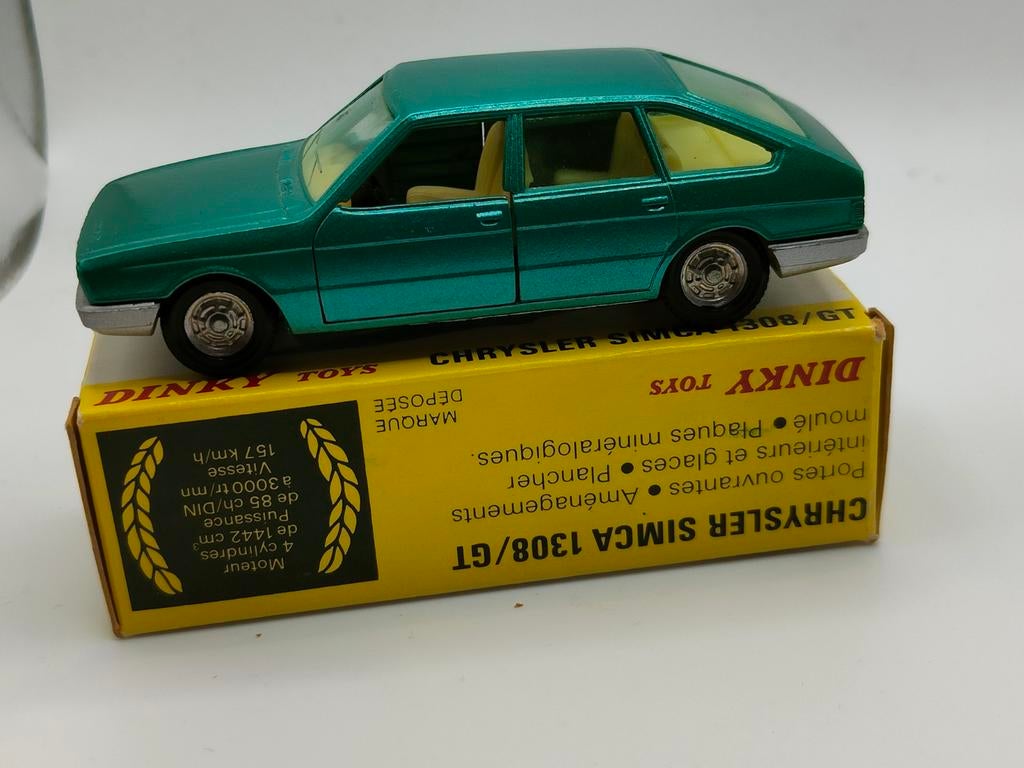 DINKY TOYS
CHRYSLER SIMCA 1308/GT
CHRYSLER SIMCA 1308/GT
Portes ouvrantes • Aménagements
intérieurs et glaces • Plancher
moulé • Plaques minéralogiques.
DINKY TOYS
MARQUE
DÉPOSÉE
Moteur
4 cylindres
de 1442 cm³
Puissance
de 85 ch/DIN
à 3000 tr/mn
Vitesse
157 km/h